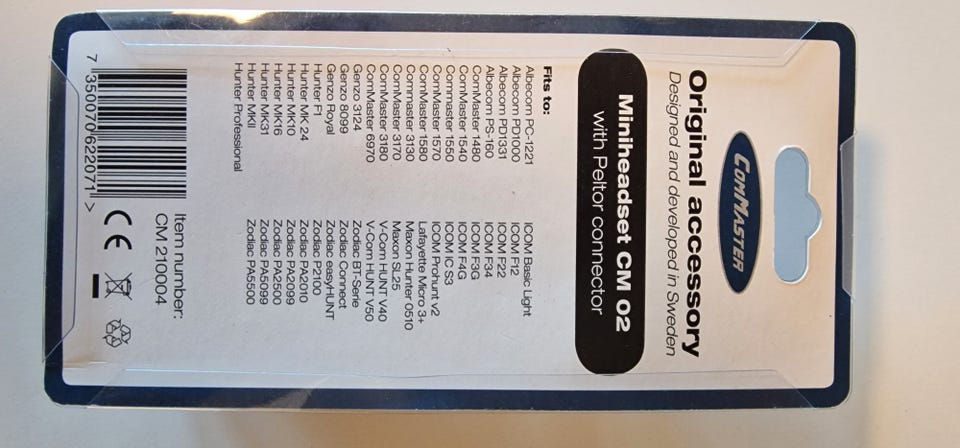 COMMASTER
Original accessory
Designed and developed in Sweden
Miniheadset CM 02
with Peltor connector
Fits to:
Albecom PC-1221
Albecom PD1000
Albecom PD1331
Albecom PS-160
ComMaster 1480
ComMaster 1540
Commaster 1550
ComMaster 1570
ComMaster 1580
Commaster 3130
ComMaster 3170
ComMaster 3180
ComMaster 6970
Genzo 3124
Genzo 8099
Genzo Royal
Hunter F1
Hunter MK 24
Hunter MK10
Hunter MK16
Hunter MK31
Hunter MKII
Hunter Professional
ICOM Basic Light
ICOM F12
ICOM F22
ICOM F34
ICOM F3G
ICOM F4G
ICOM IC-S3
ICOM Prohunt v2
Lafayette Micro 3+
Maxon Hunter 0510
Maxon SL25
V-Com HUNT V40
V-Com HUNT V50
Zodiac BT-Serie
Zodiac Connect
Zodiac easyHUNT
Zodiac P2100
Zodiac PA2010
Zodiac PA2099
Zodiac PA2500
Zodiac PA5099
Zodiac PA5500
Item number:
CM 210004
7 350070 622071 >
CE